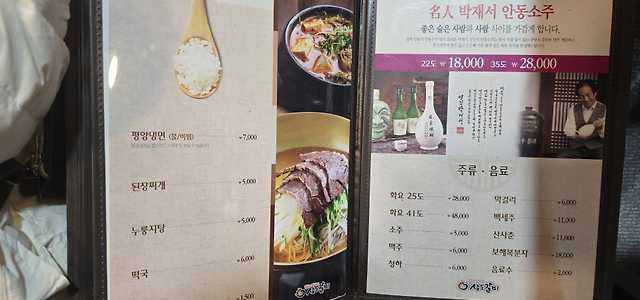 평양냉면 (물/비빔) ₩7,000
된장찌개 ₩5,000
누룽지탕 ₩5,000
떡국 ₩6,000
₩1,500
名人 박재서 안동소주
좋은 술은 사람과 사람 사이를 가깝게 합니다.
22도 ₩18,000 35도 ₩28,000
주류·음료
화요 25도 ₩28,000
화요 41도 ₩48,000
소주 ₩5,000
맥주 ₩6,000
청하 ₩6,000
막걸리 ₩6,000
백세주 ₩11,000
산사춘 ₩11,000
보해복분자 ₩18,000
음료수 ₩2,000